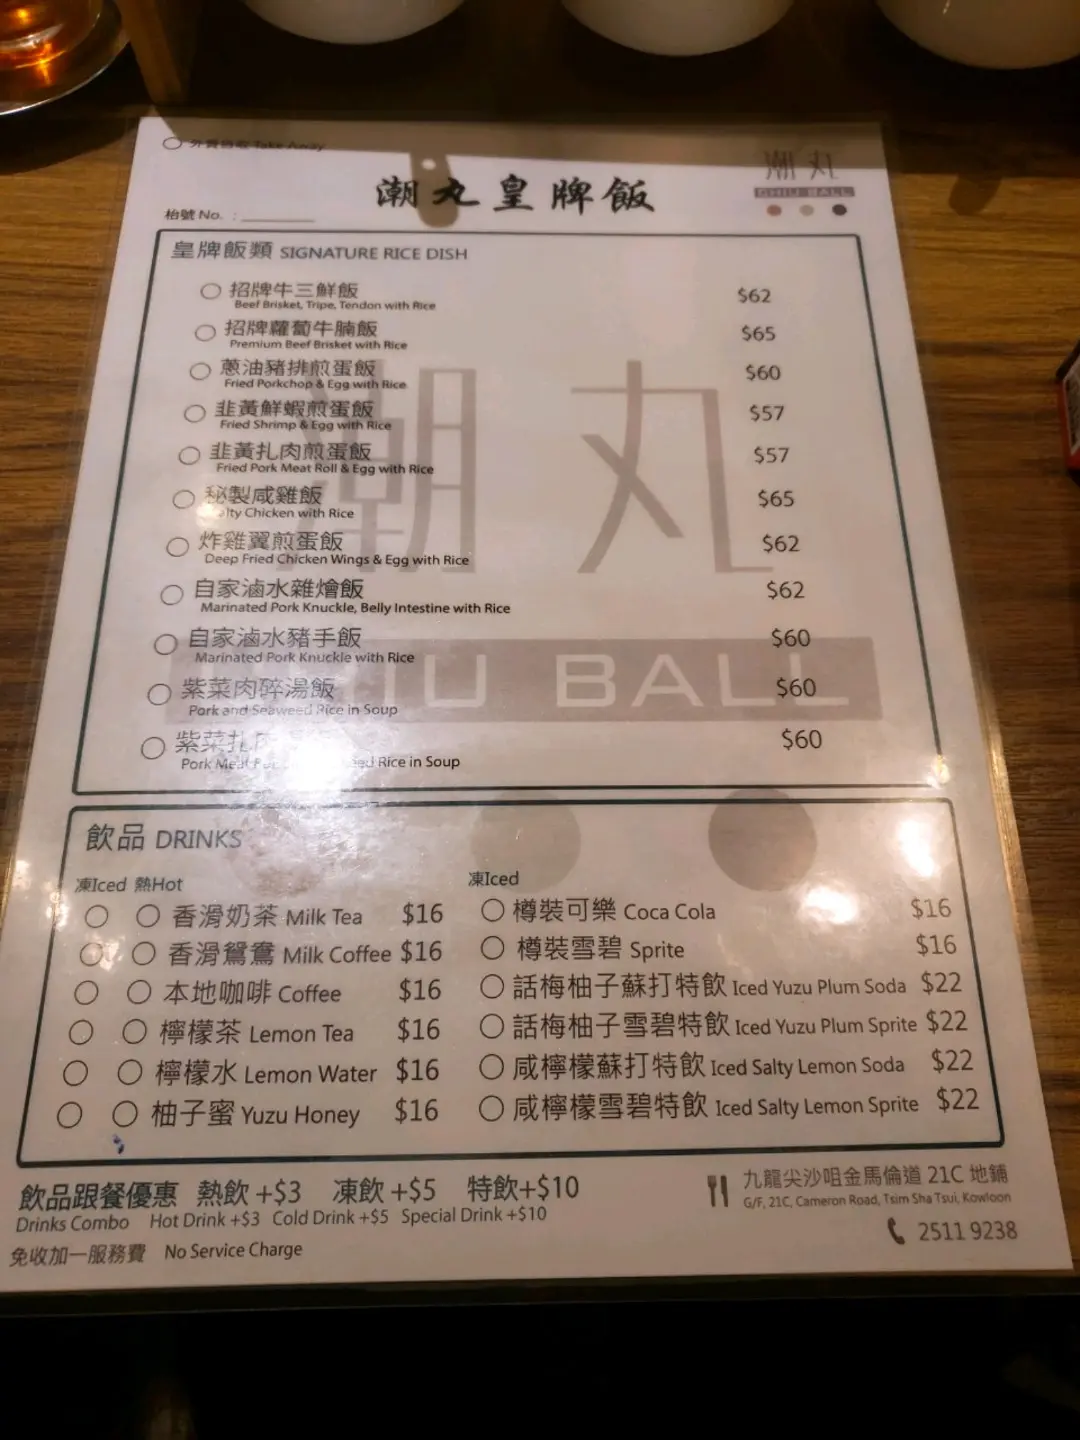 外賣自取 Take Away
潮丸皇牌飯
潮丸
CHIU BALL
枱號 No. : ________
皇牌飯類 SIGNATURE RICE DISH
招牌牛三鮮飯 $62
Beef Brisket, Tripe, Tendon with Rice
招牌蘿蔔牛腩飯 $65
Premium Beef Brisket with Rice
蔥油豬排煎蛋飯 $60
Fried Porkchop & Egg with Rice
韭黃鮮蝦煎蛋飯 $57
Fried Shrimp & Egg with Rice
韭黃扎肉煎蛋飯 $57
Fried Pork Meat Roll & Egg with Rice
秘製咸雞飯 $65
Salty Chicken with Rice
炸雞翼煎蛋飯 $62
Deep Fried Chicken Wings & Egg with Rice
自家滷水雜燴飯 $62
Marinated Pork Knuckle, Belly Intestine with Rice
自家滷水豬手飯 $60
Marinated Pork Knuckle with Rice
紫菜肉碎湯飯 $60
Pork and Seaweed Rice in Soup
紫菜扎肉 $60
Pork Meat Rice in Soup
潮丸
CHIU BALL
飲品 DRINKS
凍Iced 熱Hot
香滑奶茶 Milk Tea $16
香滑鴛鴦 Milk Coffee $16
本地咖啡 Coffee $16
檸檬茶 Lemon Tea $16
檸檬水 Lemon Water $16
柚子蜜 Yuzu Honey $16
凍Iced
樽裝可樂 Coca Cola $16
樽裝雪碧 Sprite $16
話梅柚子蘇打特飲 Iced Yuzu Plum Soda $22
話梅柚子雪碧特飲 Iced Yuzu Plum Sprite $22
咸檸檬蘇打特飲 Iced Salty Lemon Soda $22
咸檸檬雪碧特飲 Iced Salty Lemon Sprite $22
飲品跟餐優惠 熱飲+$3 凍飲+$5 特飲+$10
Drinks Combo Hot Drink +$3 Cold Drink +$5 Special Drink +$10
免收加一服務費 No Service Charge
九龍尖沙咀金馬倫道 21C 地鋪
G/F, 21C, Cameron Road, Tsim Sha Tsui, Kowloon
2511 9238